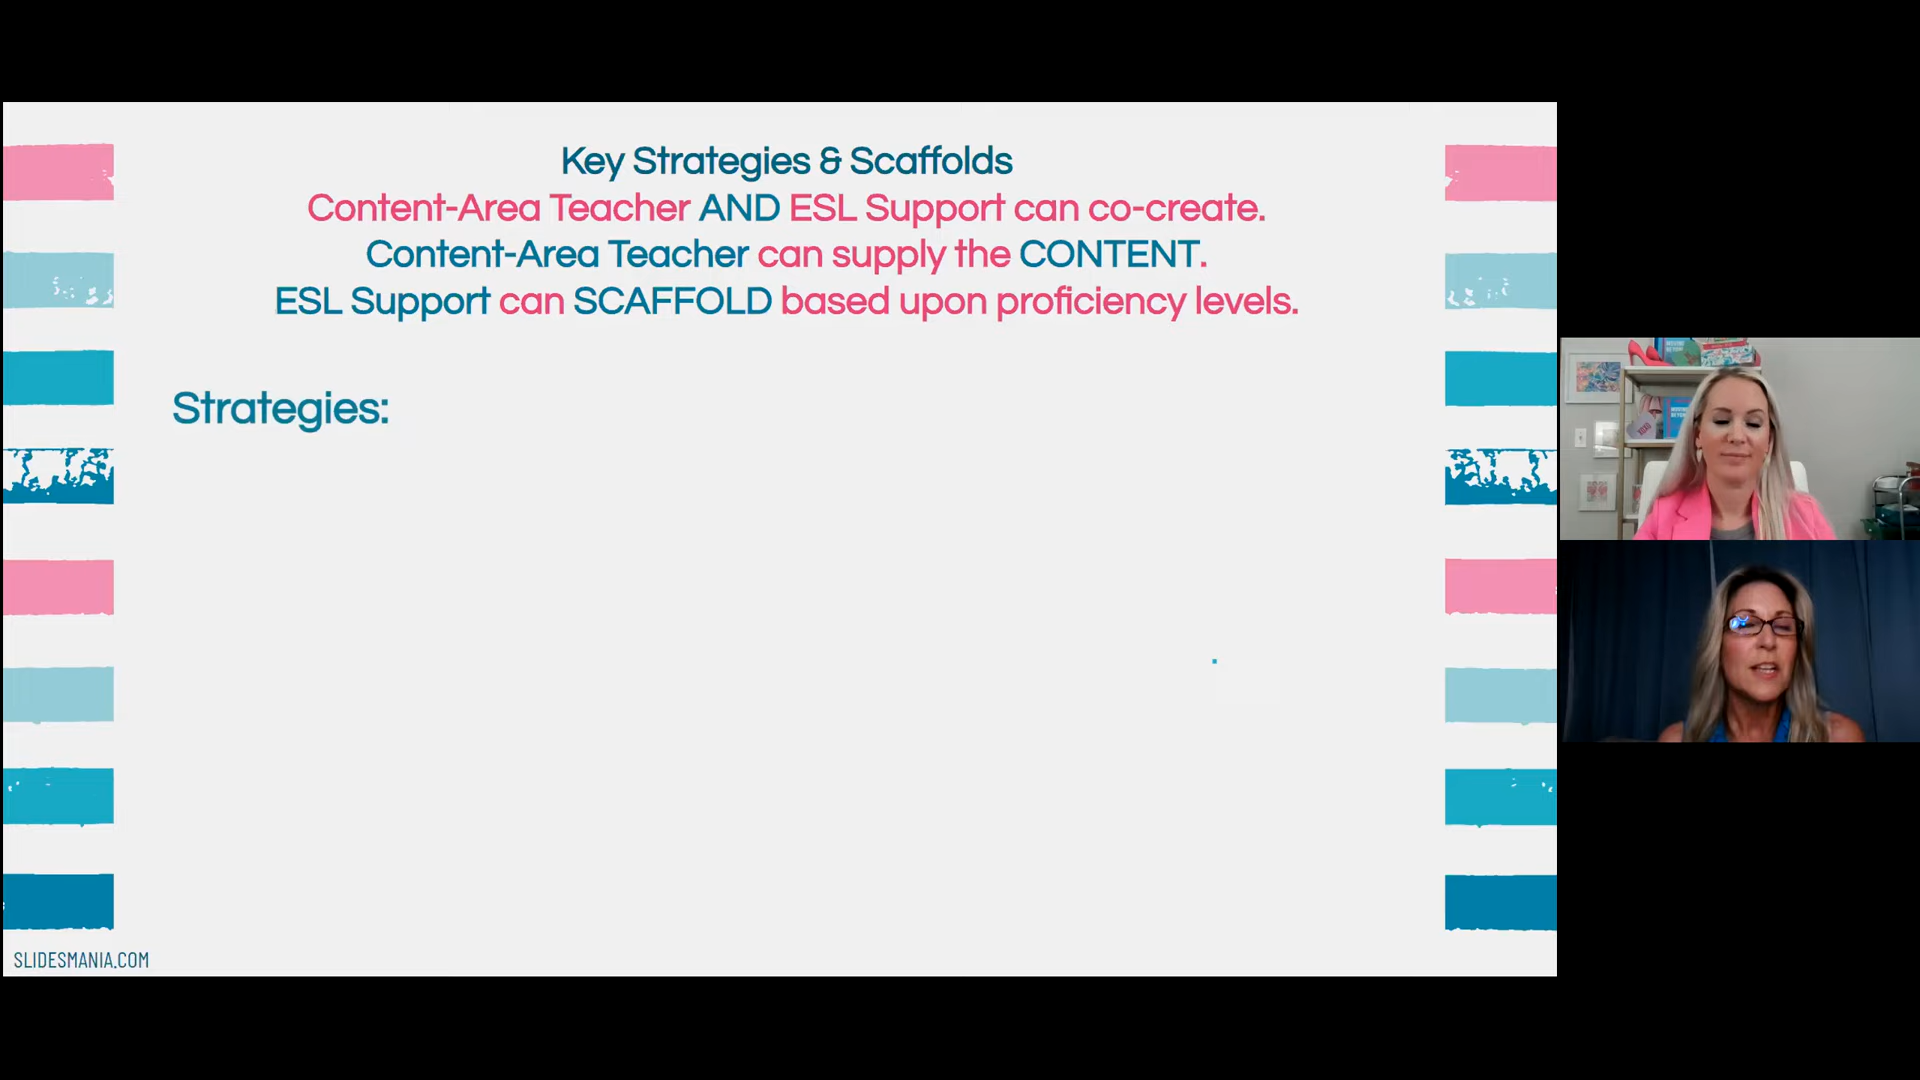 Key Strategies & Scaffolds
Content-Area Teacher AND ESL Support can co-create.
Content-Area Teacher can supply the CONTENT.
ESL Support can SCAFFOLD based upon proficiency levels.
Strategies:
SLIDESMANIA.COM